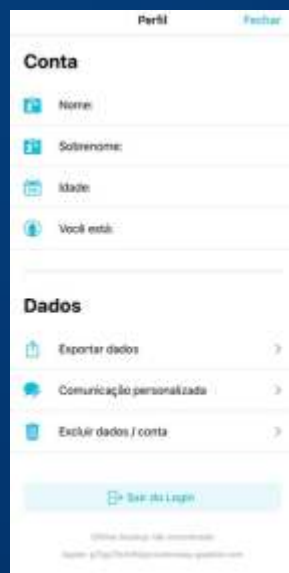 Perfil
Fechar
Conta
Nome:
Sobrenome:
Idade:
Você está:
Dados
Exportar dados
Comunicação personalizada
Excluir dados / conta
Sair do Login